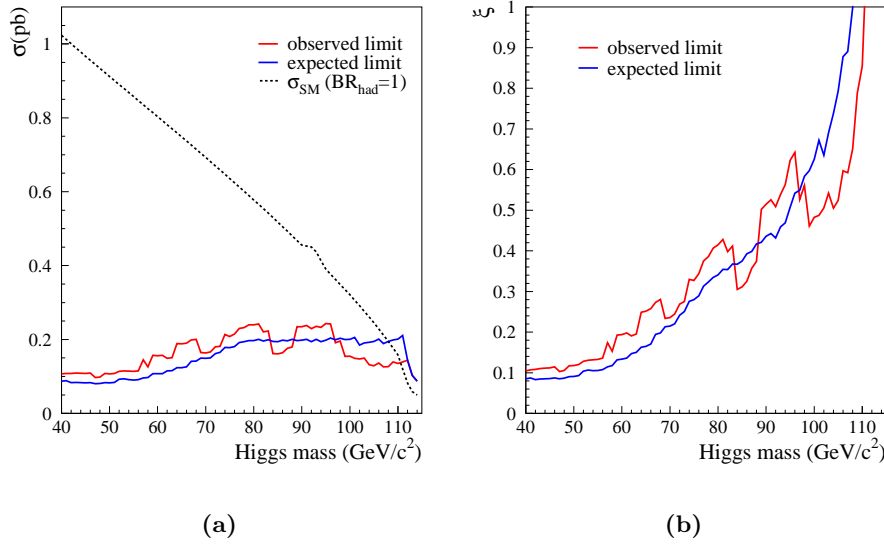 σ(pb)
observed limit
expected limit
σSM (BRhad=1)
1
0.8
0.6
0.4
0.2
0
40 50 60 70 80 90 100 110
Higgs mass (GeV/c²)
(a)
ξ
observed limit
expected limit
1
0.9
0.8
0.7
0.6
0.5
0.4
0.3
0.2
0.1
0
40 50 60 70 80 90 100 110
Higgs mass (GeV/c²)
(b)